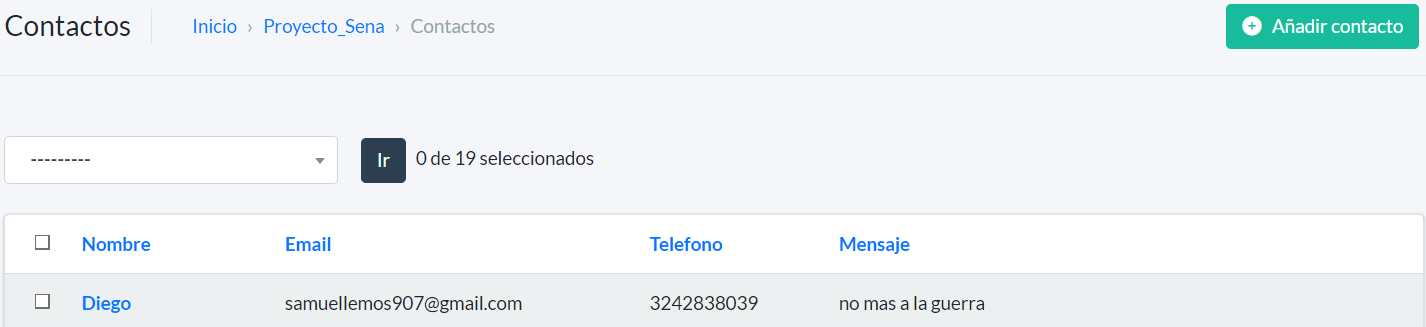 Contactos
Inicio › Proyecto_Sena › Contactos
Añadir contacto
---------
Ir
0 de 19 seleccionados
Nombre Email Telefono Mensaje
Diego samuellemos907@gmail.com 3242838039 no mas a la guerra